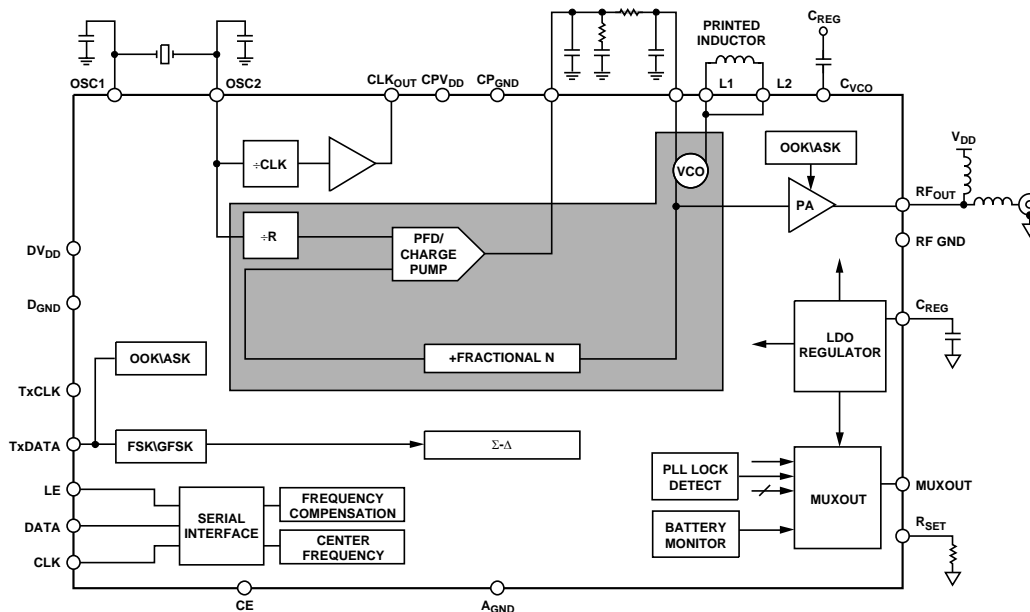 PRINTED
INDUCTOR
CREG
OSC1
OSC2
CLKOUT
CPVDD
CPGND
L1
L2
CVCO
÷CLK
OOK\ASK
VDD
VCO
PA
RFOUT
÷R
PFD/
CHARGE
PUMP
RF GND
DVDD
DGND
CREG
LDO
REGULATOR
+FRACTIONAL N
OOK\ASK
TxCLK
TxDATA
FSK\GFSK
Σ-Δ
PLL LOCK
DETECT
MUXOUT
MUXOUT
LE
DATA
CLK
SERIAL
INTERFACE
FREQUENCY
COMPENSATION
CENTER
FREQUENCY
BATTERY
MONITOR
RSET
CE
AGND